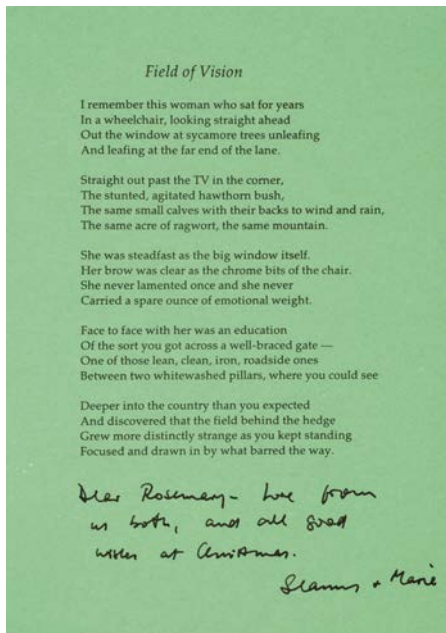 Field of Vision
I remember this woman who sat for years
In a wheelchair, looking straight ahead
Out the window at sycamore trees unleafing
And leafing at the far end of the lane.
Straight out past the TV in the corner,
The stunted, agitated hawthorn bush,
The same small calves with their backs to wind and rain,
The same acre of ragwort, the same mountain.
She was steadfast as the big window itself.
Her brow was clear as the chrome bits of the chair.
She never lamented once and she never
Carried a spare ounce of emotional weight.
Face to face with her was an education
Of the sort you got across a well-braced gate —
One of those lean, clean, iron, roadside ones
Between two whitewashed pillars, where you could see
Deeper into the country than you expected
And discovered that the field behind the hedge
Grew more distinctly strange as you kept standing
Focused and drawn in by what barred the way.
Dear Rosemary - Love from
us both, and all good
wishes at Christmas.
Seamus + Marie